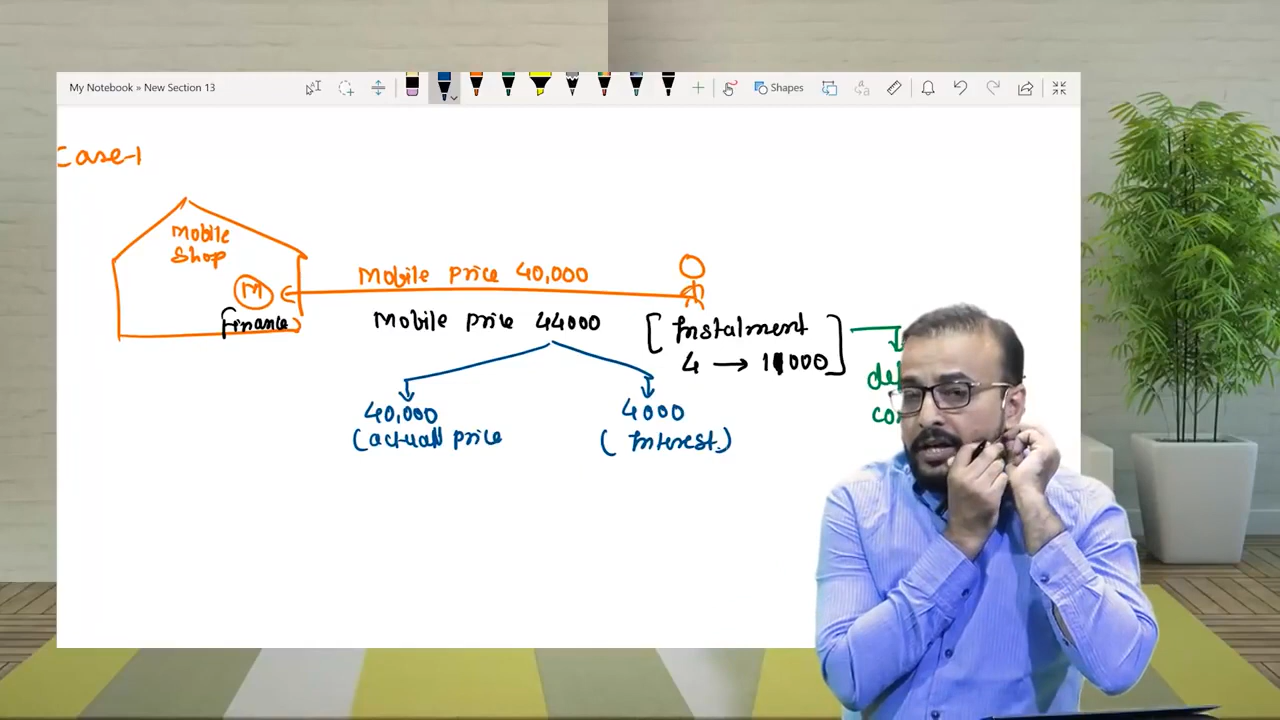 My Notebook » New Section 13
Shapes
Case-1
Mobile
Shop
M
Finance
Mobile price 40,000
Mobile price 44000
[ Instalment
4 → 11000 ]
40,000
(actual price
4000
( Interest.)